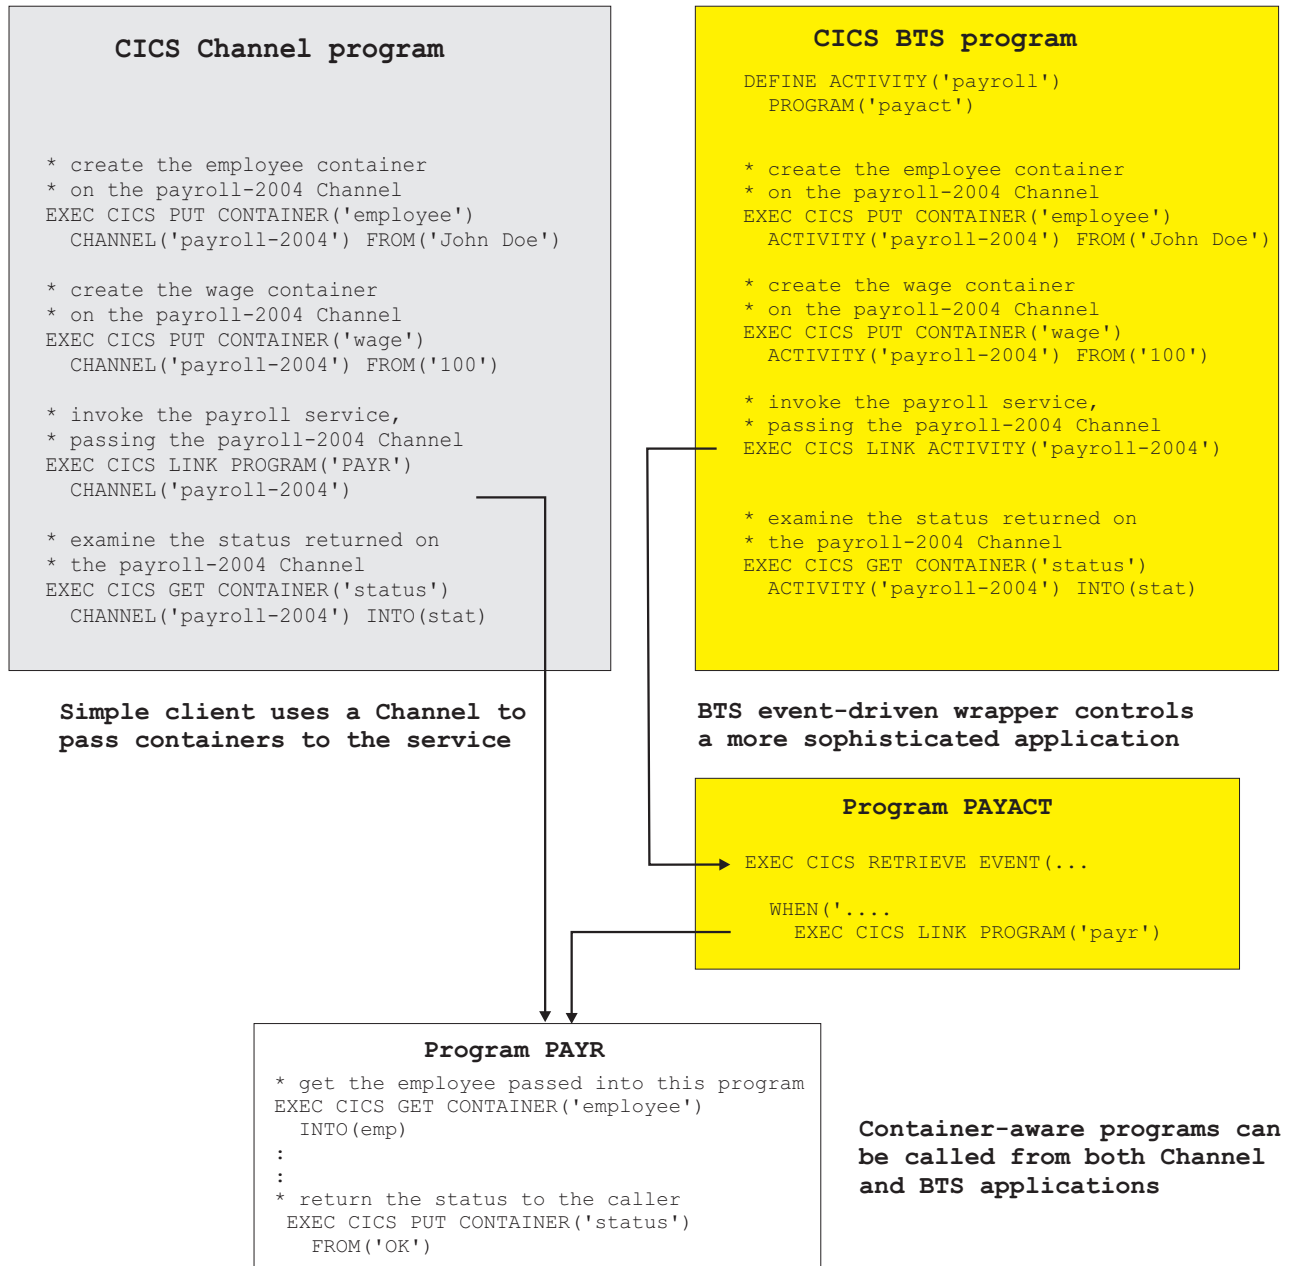 CICS Channel program
* create the employee container
* on the payroll-2004 Channel
EXEC CICS PUT CONTAINER('employee')
  CHANNEL('payroll-2004') FROM('John Doe')
* create the wage container
* on the payroll-2004 Channel
EXEC CICS PUT CONTAINER('wage')
  CHANNEL('payroll-2004') FROM('100')
* invoke the payroll service,
* passing the payroll-2004 Channel
EXEC CICS LINK PROGRAM('PAYR')
  CHANNEL('payroll-2004')
* examine the status returned on
* the payroll-2004 Channel
EXEC CICS GET CONTAINER('status')
  CHANNEL('payroll-2004') INTO(stat)
Simple client uses a Channel to
pass containers to the service
CICS BTS program
DEFINE ACTIVITY('payroll')
  PROGRAM('payact')
* create the employee container
* on the payroll-2004 Channel
EXEC CICS PUT CONTAINER('employee')
  ACTIVITY('payroll-2004') FROM('John Doe')
* create the wage container
* on the payroll-2004 Channel
EXEC CICS PUT CONTAINER('wage')
  ACTIVITY('payroll-2004') FROM('100')
* invoke the payroll service,
* passing the payroll-2004 Channel
EXEC CICS LINK ACTIVITY('payroll-2004')
* examine the status returned on
* the payroll-2004 Channel
EXEC CICS GET CONTAINER('status')
  ACTIVITY('payroll-2004') INTO(stat)
BTS event-driven wrapper controls
a more sophisticated application
Program PAYACT
EXEC CICS RETRIEVE EVENT(...
  WHEN('....
    EXEC CICS LINK PROGRAM('payr')
Program PAYR
* get the employee passed into this program
EXEC CICS GET CONTAINER('employee')
  INTO(emp)
:
:
* return the status to the caller
 EXEC CICS PUT CONTAINER('status')
   FROM('OK')
Container-aware programs can
be called from both Channel
and BTS applications